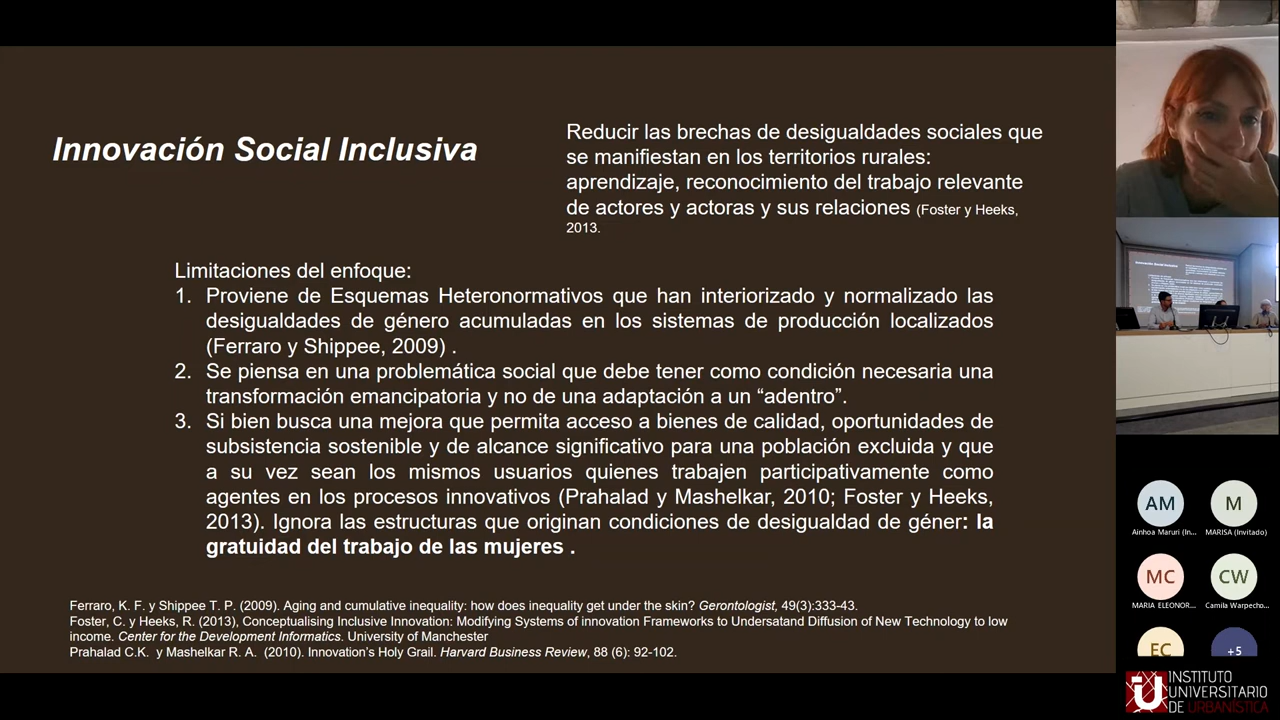 Innovación Social Inclusiva
Reducir las brechas de desigualdades sociales que
se manifiestan en los territorios rurales:
aprendizaje, reconocimiento del trabajo relevante
de actores y actoras y sus relaciones (Foster y Heeks,
2013.
Limitaciones del enfoque:
1. Proviene de Esquemas Heteronormativos que han interiorizado y normalizado las
desigualdades de género acumuladas en los sistemas de producción localizados
(Ferraro y Shippee, 2009) .
2. Se piensa en una problemática social que debe tener como condición necesaria una
transformación emancipatoria y no de una adaptación a un “adentro”.
3. Si bien busca una mejora que permita acceso a bienes de calidad, oportunidades de
subsistencia sostenible y de alcance significativo para una población excluida y que
a su vez sean los mismos usuarios quienes trabajen participativamente como
agentes en los procesos innovativos (Prahalad y Mashelkar, 2010; Foster y Heeks,
2013). Ignora las estructuras que originan condiciones de desigualdad de géner: la
gratuidad del trabajo de las mujeres .
Ferraro, K. F. y Shippee T. P. (2009). Aging and cumulative inequality: how does inequality get under the skin? Gerontologist, 49(3):333-43.
Foster, C. y Heeks, R. (2013), Conceptualising Inclusive Innovation: Modifying Systems of innovation Frameworks to Undersatand Diffusion of New Technology to low
income. Center for the Development Informatics. University of Manchester
Prahalad C.K. y Mashelkar R. A. (2010). Innovation's Holy Grail. Harvard Business Review, 88 (6): 92-102.
Innovación Social Inclusiva
AM
M
Ainhoa Maruri (In...
MARISA (Invitado)
MC
CW
MARIA ELEONOR...
Camila Warpecho...
EC
+5
INSTITUTO
UNIVERSITARIO
DE URBANÍSTICA